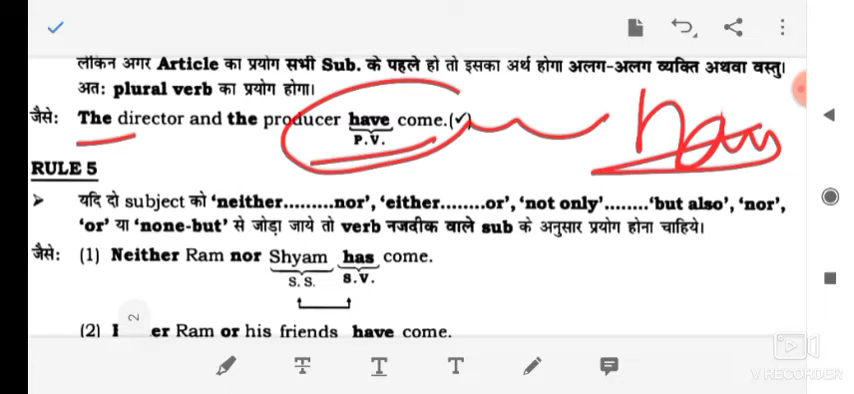 लेकिन अगर Article का प्रयोग सभी Sub. के पहले हो तो इसका अर्थ होगा अलग-अलग व्यक्ति अथवा वस्तु।
अतः plural verb का प्रयोग होगा।
जैसे: The director and the producer have come.(✓)
P.V.
RULE 5
➤ यदि दो subject को 'neither.........nor', 'either........or', 'not only'........'but also', 'nor',
'or' या 'none-but' से जोड़ा जाये तो verb नजदीक वाले sub के अनुसार प्रयोग होना चाहिये।
जैसे: (1) Neither Ram nor Shyam has come.
S.S. S.V.
(2) er Ram or his friends have come.
2
T T T
V RECORDER